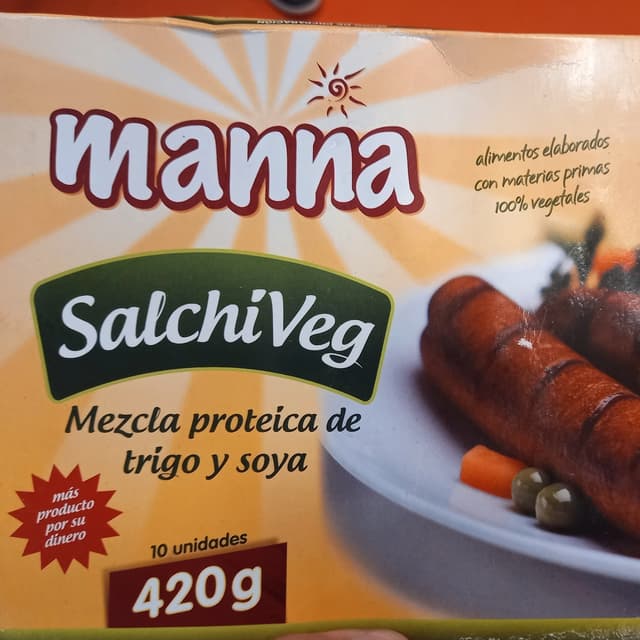 manna
alimentos elaborados
con materias primas
100% vegetales
SalchiVeg
Mezcla proteica de
trigo y soya
más
producto
por su
dinero
10 unidades
420g